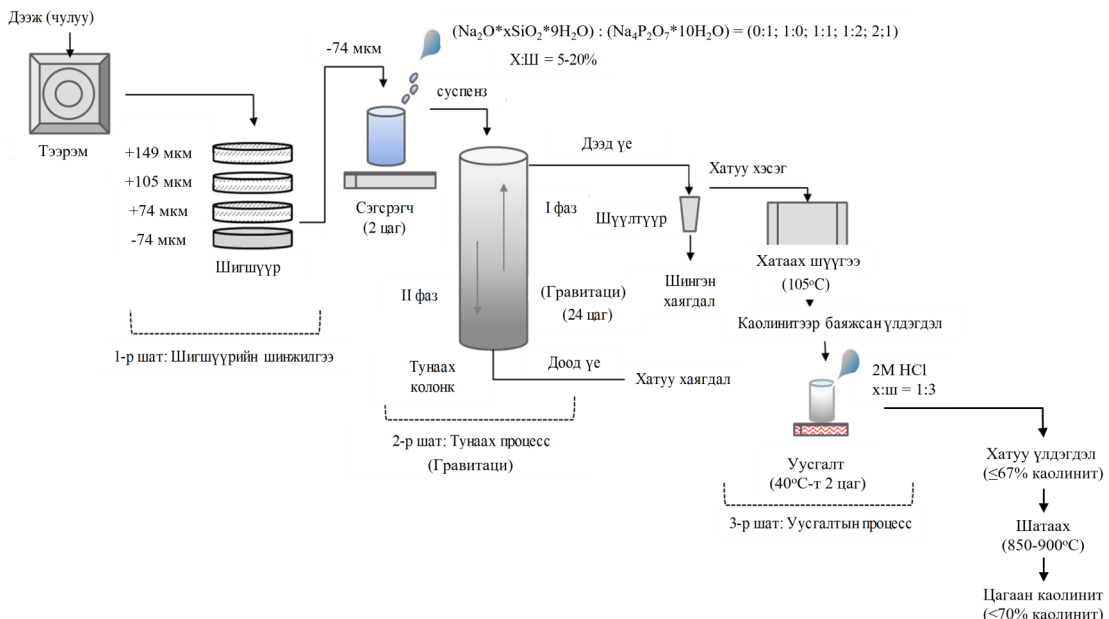 Дээж (чулуу)
Тээрэм
+149 мкм
+105 мкм
+74 мкм
-74 мкм
Шигшүүр
1-р шат: Шигшүүрийн шинжилгээ
-74 мкм
(Na₂O*xSiO₂*9H₂O) : (Na₄P₂O₇*10H₂O) = (0:1; 1:0; 1:1; 1:2; 2;1)
Х:Ш = 5-20%
Сэгсрэгч
(2 цаг)
суспенз
I фаз
II фаз
(Гравитаци)
(24 цаг)
Тунаах
колонк
Дээд үе
Доод үе
Хатуу хаягдал
2-р шат: Тунаах процесс
(Гравитаци)
Шүүлтүүр
Шингэн
хаягдал
Хатуу хэсэг
Хатаах шүүгээ
(105°C)
Каолинитээр баяжсан үлдэгдэл
2M HCl
х:ш = 1:3
Уусгалт
(40°С-т 2 цаг)
3-р шат: Уусгалтын процесс
Хатуу үлдэгдэл
(≤67% каолинит)
Шатаах
(850-900°С)
Цагаан каолинит
(≤70% каолинит)